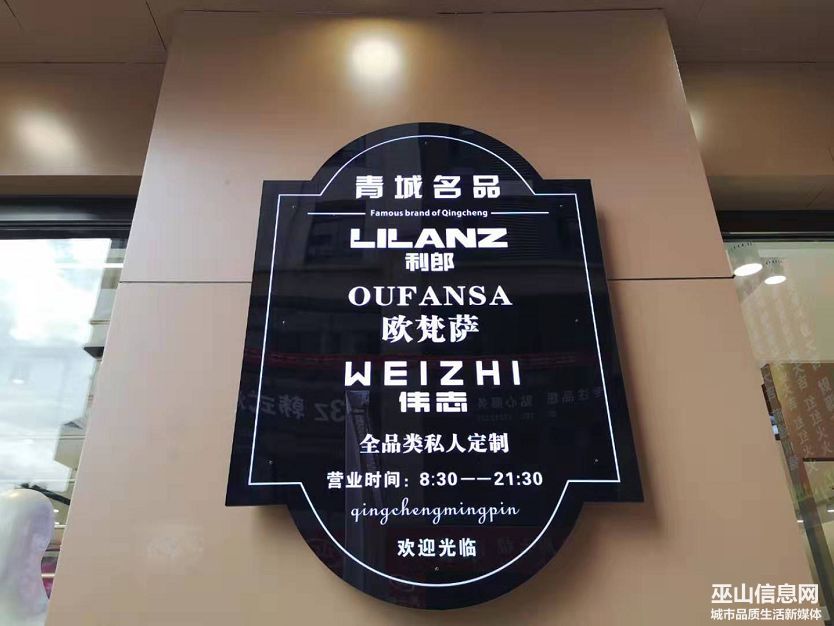 青城名品
Famous brand of Qingcheng
LILANZ
利郎
OUFANSA
欧梵萨
WEIZHI
伟志
全品类私人定制
营业时间：8:30——21:30
qingchengmingpin
欢迎光临
巫山信息网
城市品质生活新媒体